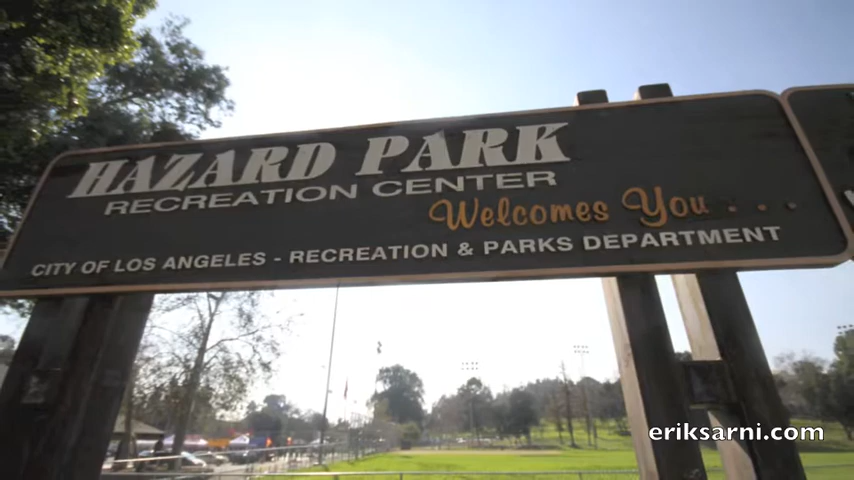 HAZARD PARK
RECREATION CENTER
Welcomes You . . .
CITY OF LOS ANGELES - RECREATION & PARKS DEPARTMENT
eriksarni.com